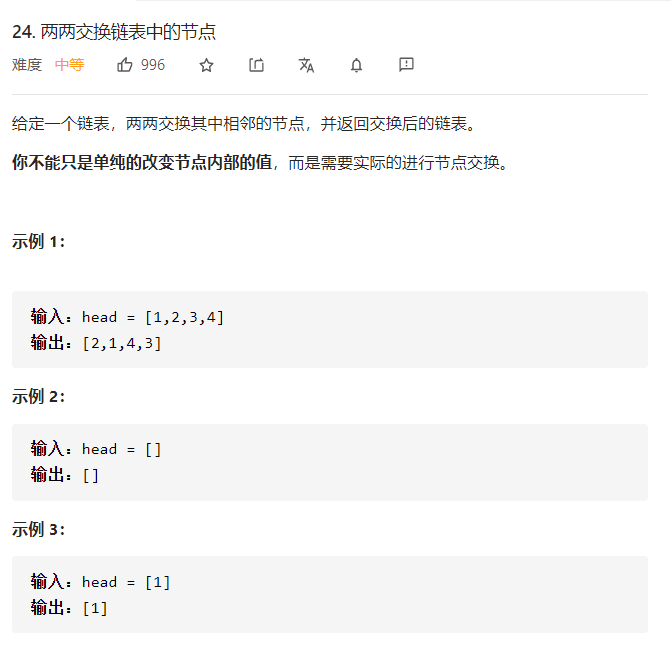 24. 两两交换链表中的节点
难度 中等 996
给定一个链表，两两交换其中相邻的节点，并返回交换后的链表。
你不能只是单纯的改变节点内部的值，而是需要实际的进行节点交换。
示例 1：
输入：head = [1,2,3,4]
输出：[2,1,4,3]
示例 2：
输入：head = []
输出：[]
示例 3：
输入：head = [1]
输出：[1]